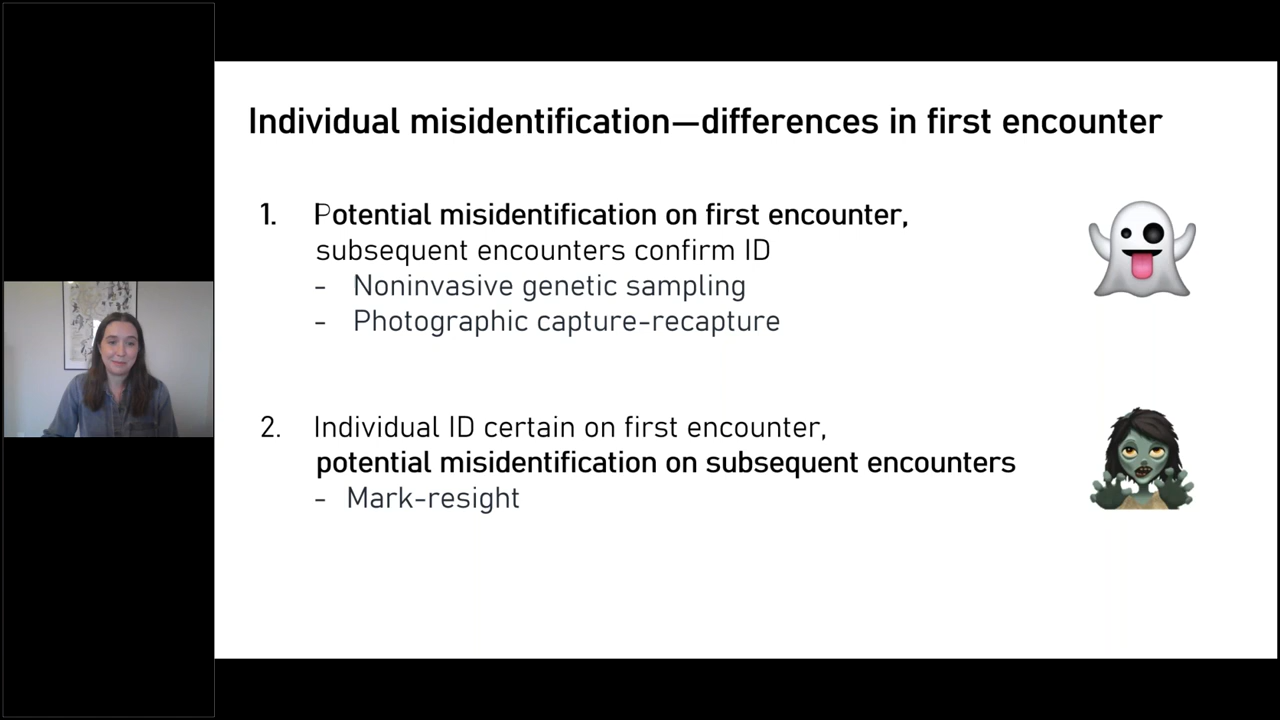 Individual misidentification—differences in first encounter
1. Potential misidentification on first encounter,
subsequent encounters confirm ID
- Noninvasive genetic sampling
- Photographic capture-recapture
2. Individual ID certain on first encounter,
potential misidentification on subsequent encounters
- Mark-resight